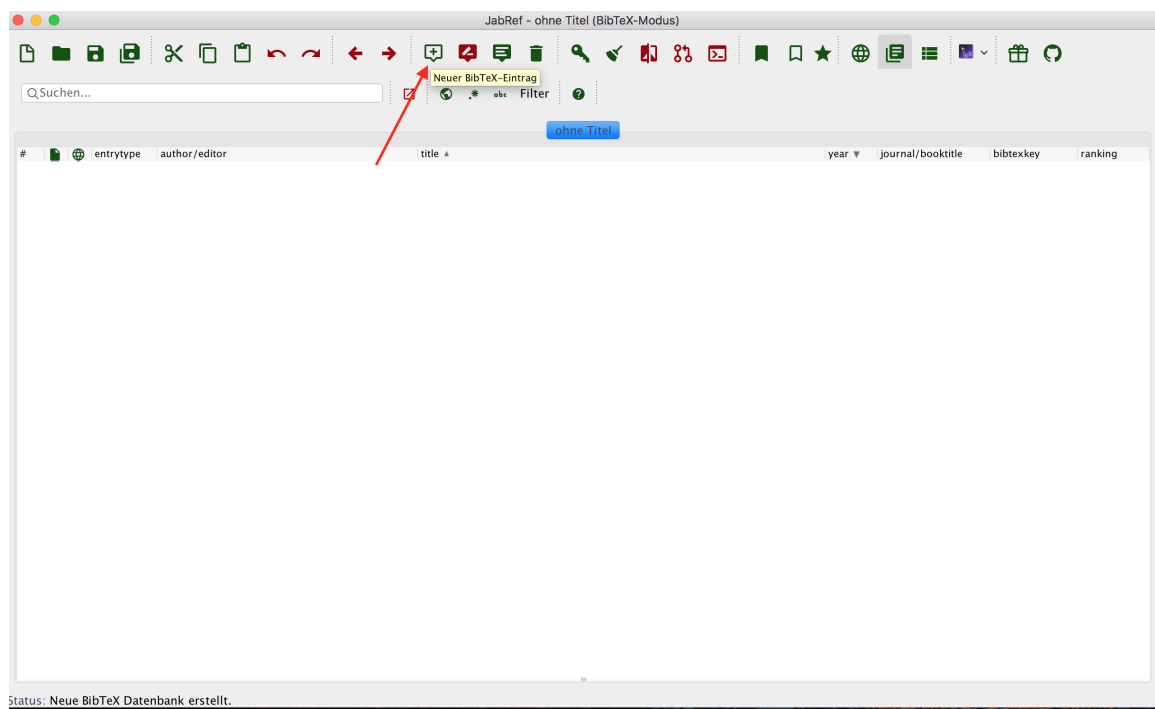 JabRef - ohne Titel (BibTeX-Modus)
Neuer BibTeX-Eintrag
Suchen...
.* abc Filter
ohne Titel
# entrytype author/editor title year journal/booktitle bibtexkey ranking
Status: Neue BibTeX Datenbank erstellt.